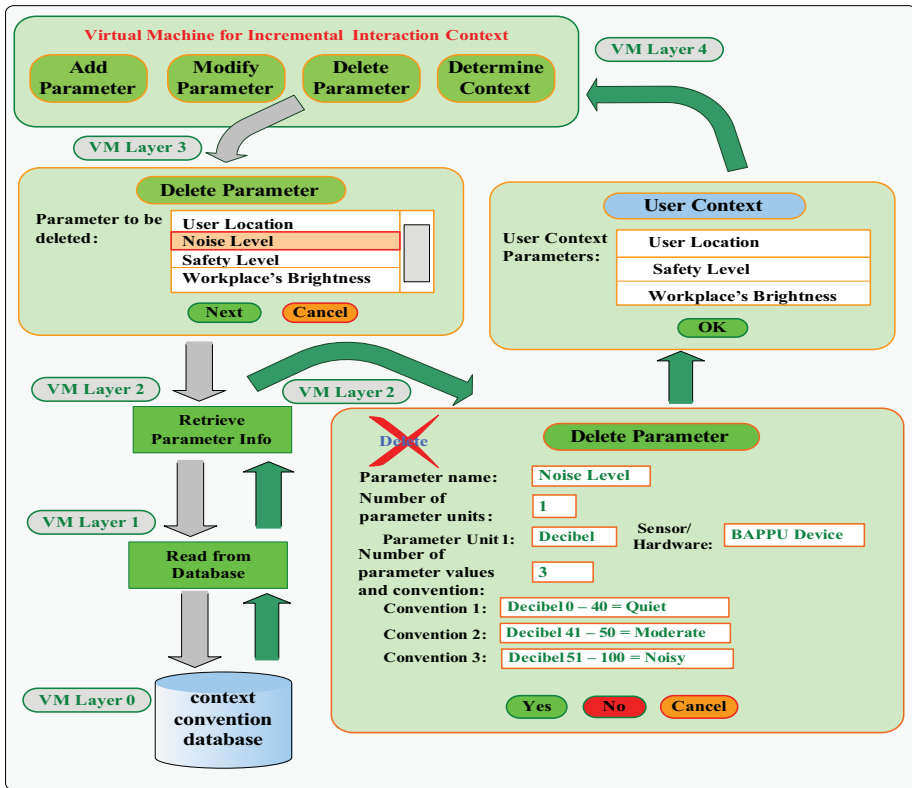 Virtual Machine for Incremental Interaction Context
Add Parameter
Modify Parameter
Delete Parameter
Determine Context
VM Layer 4
VM Layer 3
Delete Parameter
Parameter to be deleted:
User Location
Noise Level
Safety Level
Workplace's Brightness
Next
Cancel
User Context
User Context Parameters:
User Location
Safety Level
Workplace's Brightness
OK
VM Layer 2
VM Layer 2
Retrieve Parameter Info
VM Layer 1
Read from Database
VM Layer 0
context convention database
Delete
Delete Parameter
Parameter name:
Noise Level
Number of parameter units:
1
Parameter Unit1:
Decibel
Sensor/ Hardware:
BAPPU Device
Number of parameter values and convention:
3
Convention 1:
Decibel 0 – 40 = Quiet
Convention 2:
Decibel 41 – 50 = Moderate
Convention 3:
Decibel 51 – 100 = Noisy
Yes
No
Cancel